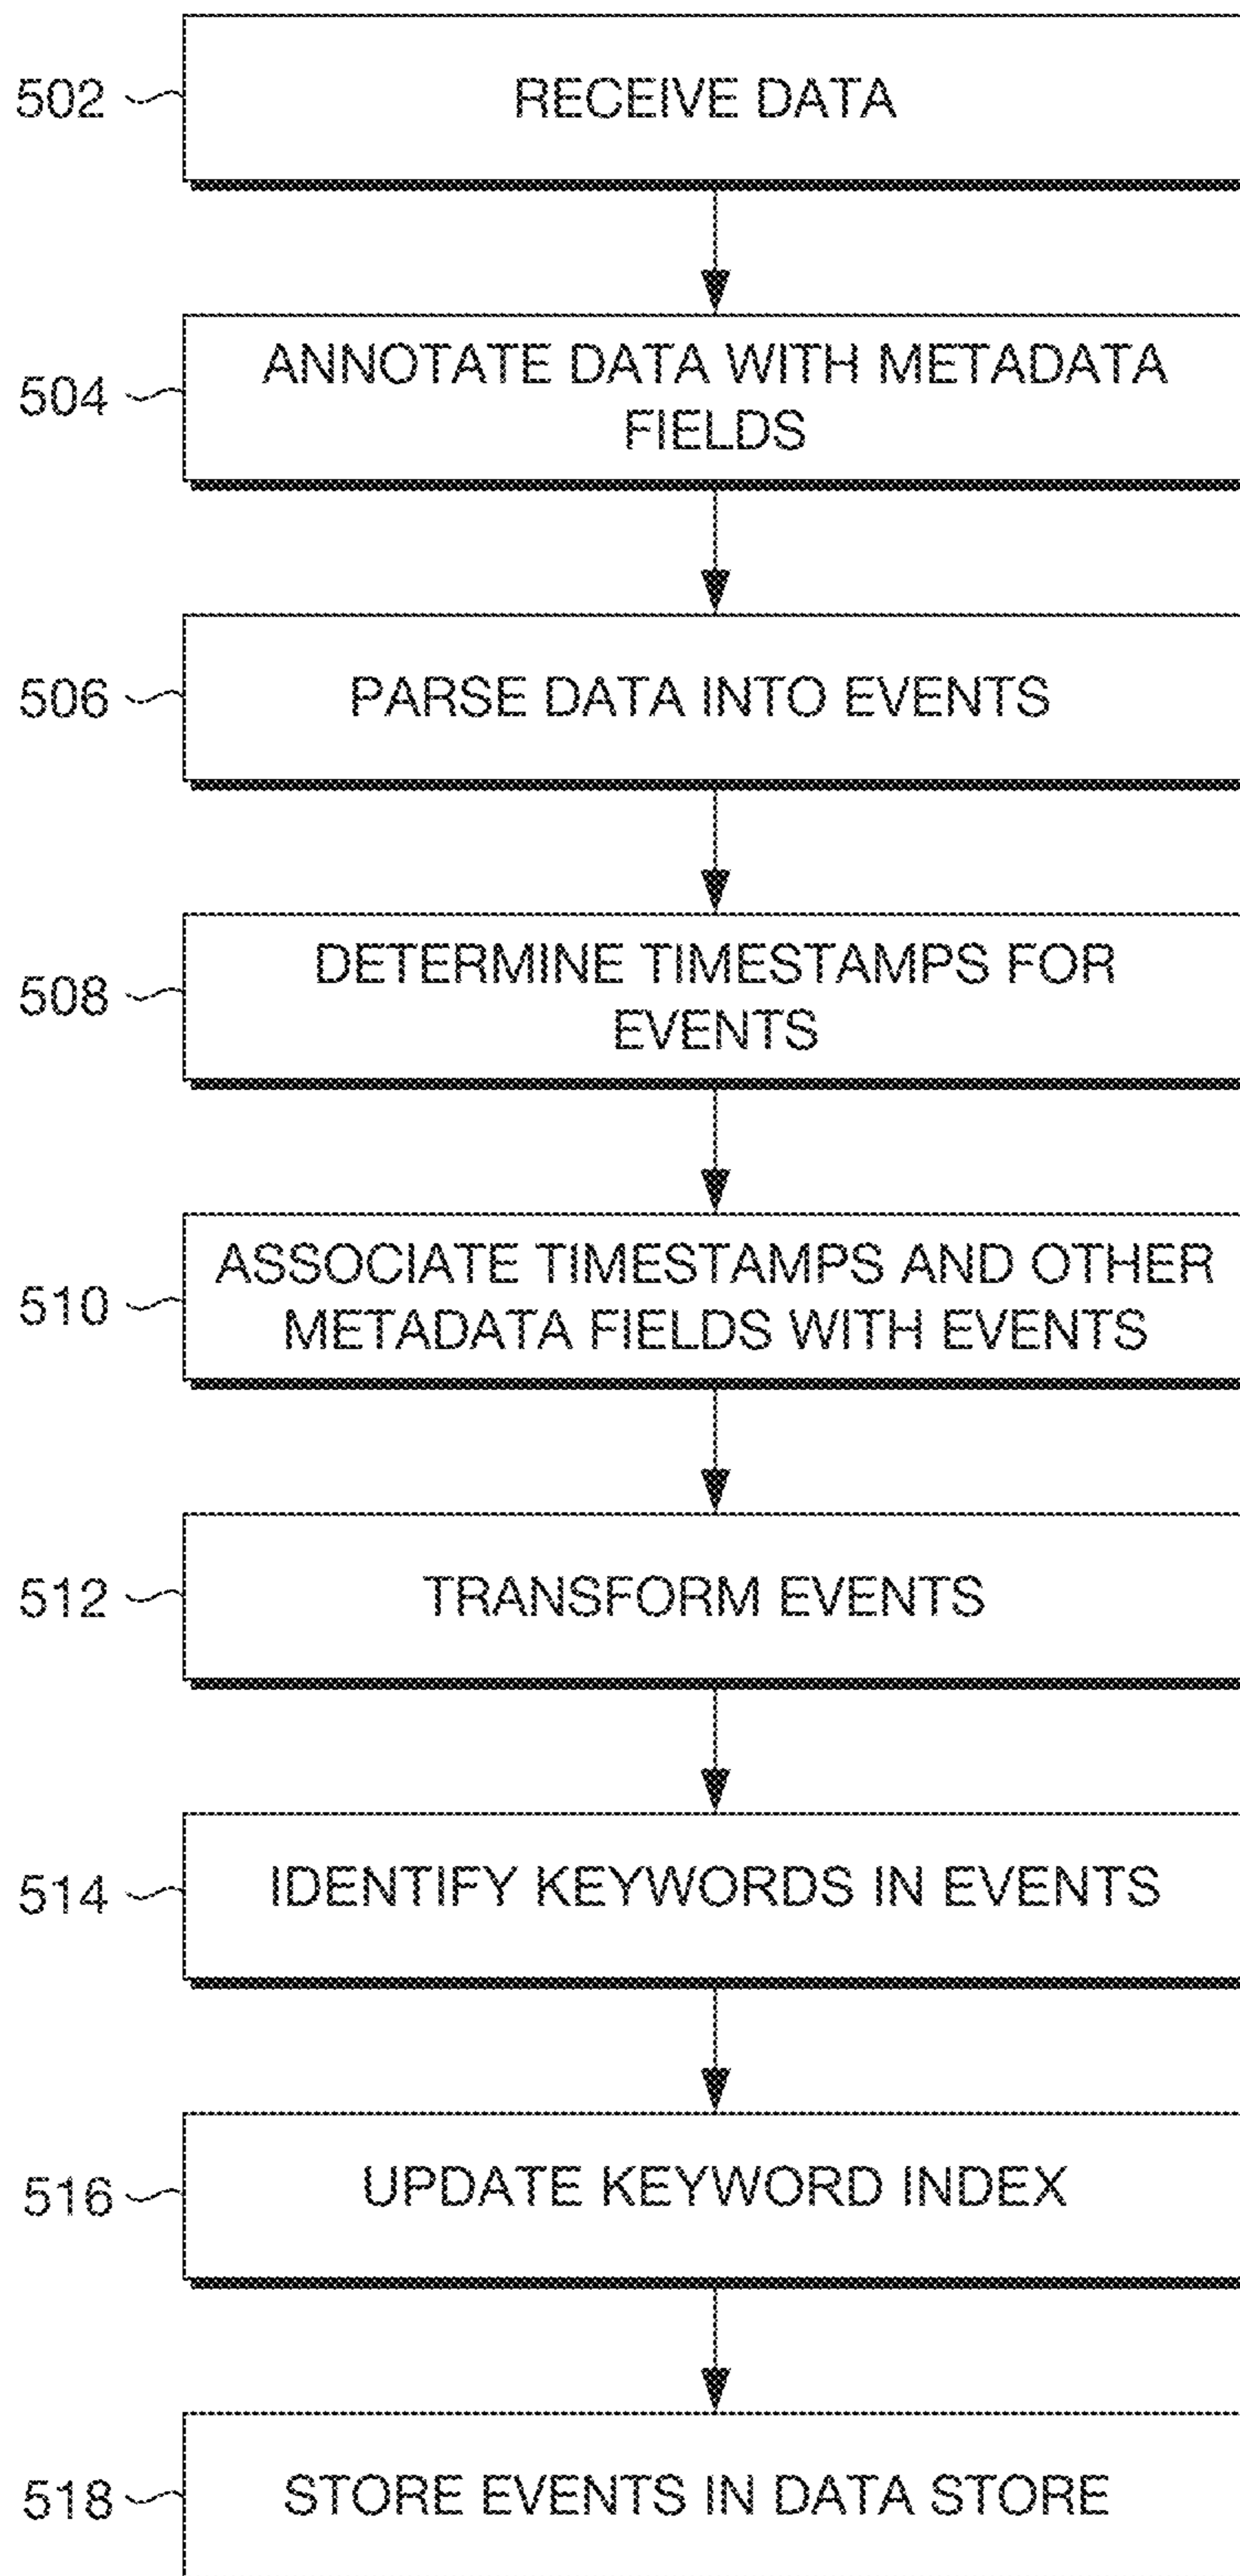 502
RECEIVE DATA
504
ANNOTATE DATA WITH METADATA
FIELDS
506
PARSE DATA INTO EVENTS
508
DETERMINE TIMESTAMPS FOR
EVENTS
510
ASSOCIATE TIMESTAMPS AND OTHER
METADATA FIELDS WITH EVENTS
512
TRANSFORM EVENTS
514
IDENTIFY KEYWORDS IN EVENTS
516
UPDATE KEYWORD INDEX
518
STORE EVENTS IN DATA STORE